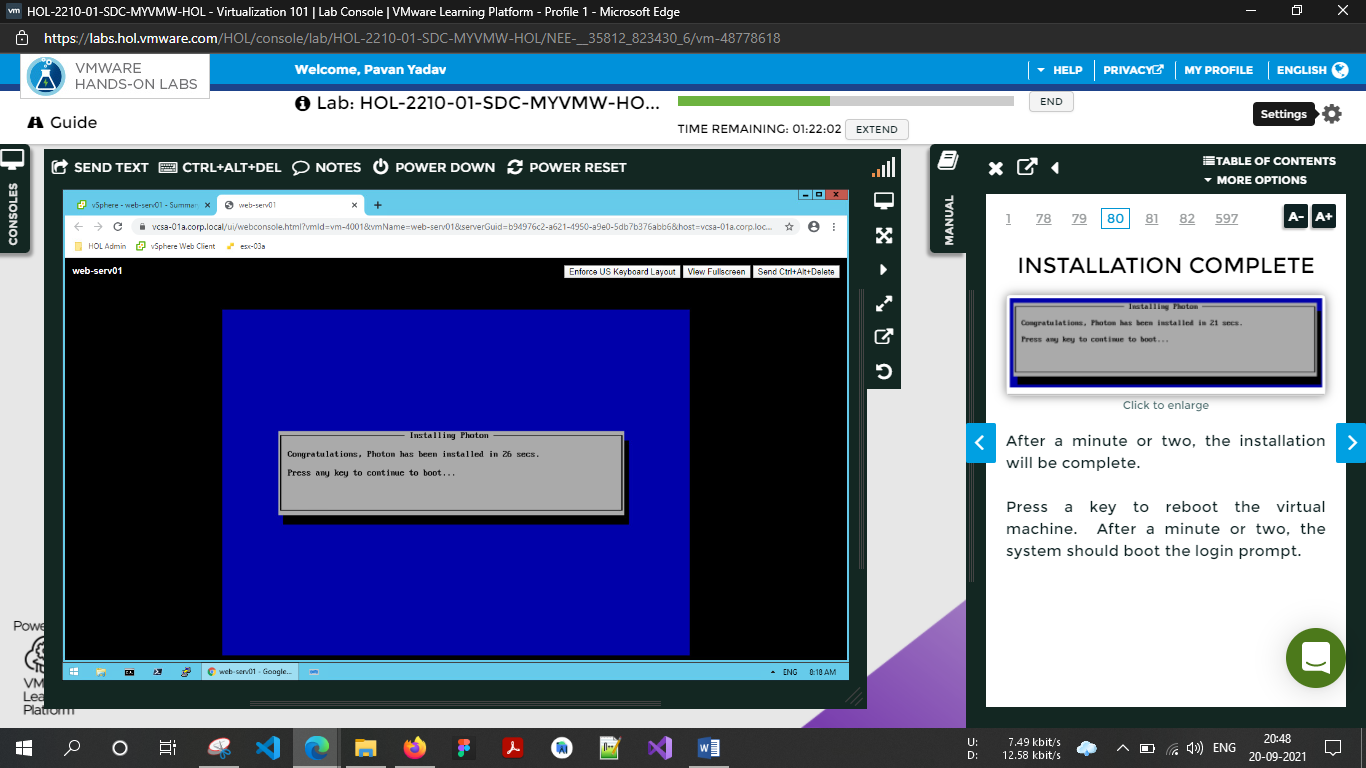 HOL-2210-01-SDC-MYVMW-HOL - Virtualization 101 | Lab Console | VMware Learning Platform - Profile 1 - Microsoft Edge
https://labs.hol.vmware.com/HOL/console/lab/HOL-2210-01-SDC-MYVMW-HOL/NEE-__35812_823430_6/vm-48778618
VMWARE
HANDS-ON LABS
Welcome, Pavan Yadav
HELP
PRIVACY
MY PROFILE
ENGLISH
Guide
Lab: HOL-2210-01-SDC-MYVMW-HO...
END
TIME REMAINING: 01:22:02
EXTEND
Settings
CONSOLES
SEND TEXT
CTRL+ALT+DEL
NOTES
POWER DOWN
POWER RESET
vSphere - web-serv01 - Summar
web-serv01
vcsa-01a.corp.local/ui/webconsole.html?vmId=vm-4001&vmName=web-serv01&serverGuid=b94976c2-a621-4950-a9e0-5db7b376abb6&host=vcsa-01a.corp.loc...
HOL Admin
vSphere Web Client
esx-03a
web-serv01
Enforce US Keyboard Layout
View Fullscreen
Send Ctrl+Alt+Delete
Installing Photon
Congratulations, Photon has been installed in 26 secs.
Press any key to continue to boot...
web-serv01 - Google...
ENG
8:18 AM
Powe
VM
Lea
Platform
MANUAL
TABLE OF CONTENTS
MORE OPTIONS
1 78 79 80 81 82 597
A- A+
INSTALLATION COMPLETE
Installing Photon
Congratulations, Photon has been installed in 21 secs.
Press any key to continue to boot...
Click to enlarge
After a minute or two, the installation
will be complete.
Press a key to reboot the virtual
machine. After a minute or two, the
system should boot the login prompt.
U: 7.49 kbit/s
D: 12.58 kbit/s
ENG
20:48
20-09-2021